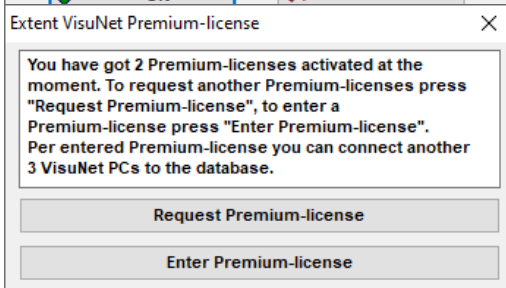 Extent VisuNet Premium-license
You have got 2 Premium-licenses activated at the
moment. To request another Premium-licenses press
"Request Premium-license", to enter a
Premium-license press "Enter Premium-license".
Per entered Premium-license you can connect another
3 VisuNet PCs to the database.
Request Premium-license
Enter Premium-license